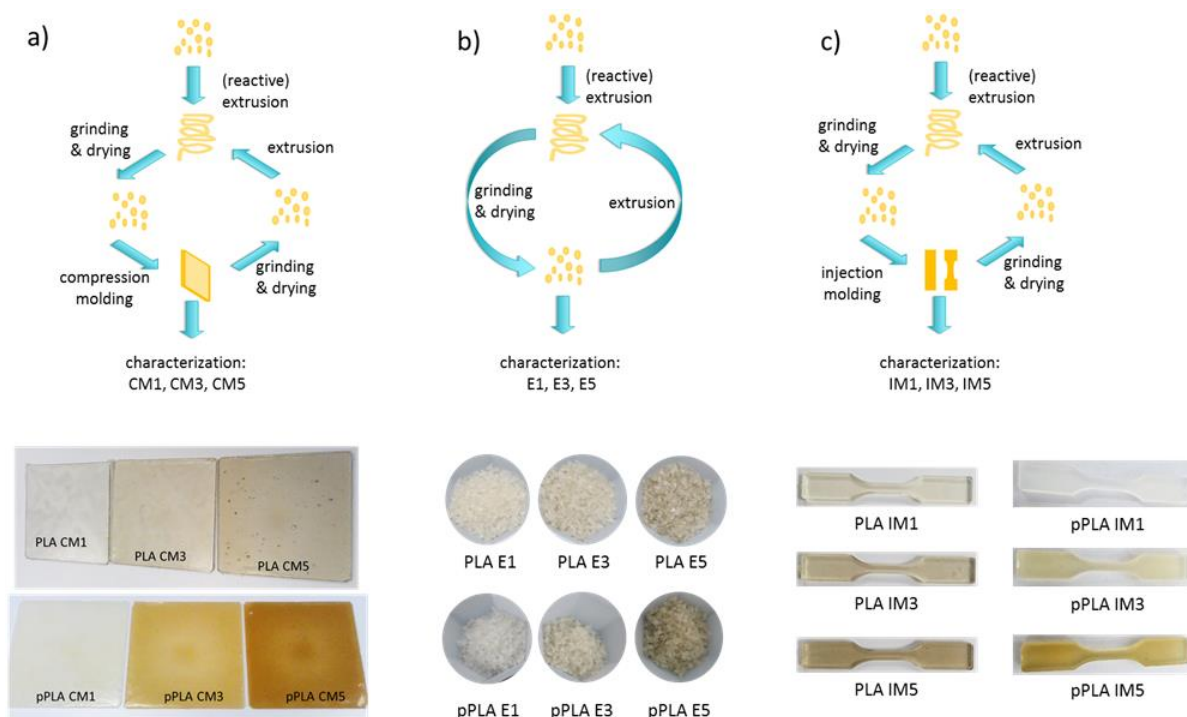 a)
(reactive)
extrusion
grinding
& drying
extrusion
compression
molding
grinding
& drying
characterization:
CM1, CM3, CM5
PLA CM1
PLA CM3
PLA CM5
pPLA CM1
pPLA CM3
pPLA CM5
b)
(reactive)
extrusion
grinding
& drying
extrusion
characterization:
E1, E3, E5
PLA E1
PLA E3
PLA E5
pPLA E1
pPLA E3
pPLA E5
c)
(reactive)
extrusion
grinding
& drying
extrusion
injection
molding
grinding
& drying
characterization:
IM1, IM3, IM5
PLA IM1
pPLA IM1
PLA IM3
pPLA IM3
PLA IM5
pPLA IM5